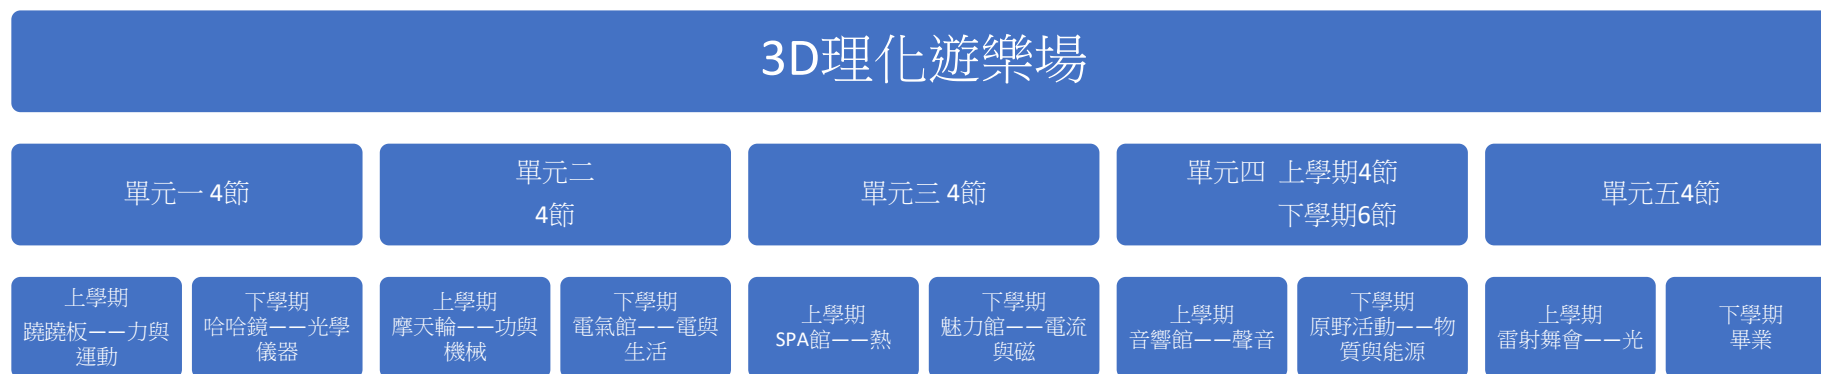 3D理化遊樂場
單元一 4節
單元二
4節
單元三 4節
單元四 上學期4節
下學期6節
單元五4節
上學期
蹺蹺板——力與
運動
下學期
哈哈鏡——光學
儀器
上學期
摩天輪——功與
機械
下學期
電氣館——電與
生活
上學期
SPA館——熱
下學期
魅力館——電流
與磁
上學期
音響館——聲音
下學期
原野活動——物
質與能源
上學期
雷射舞會——光
下學期
畢業